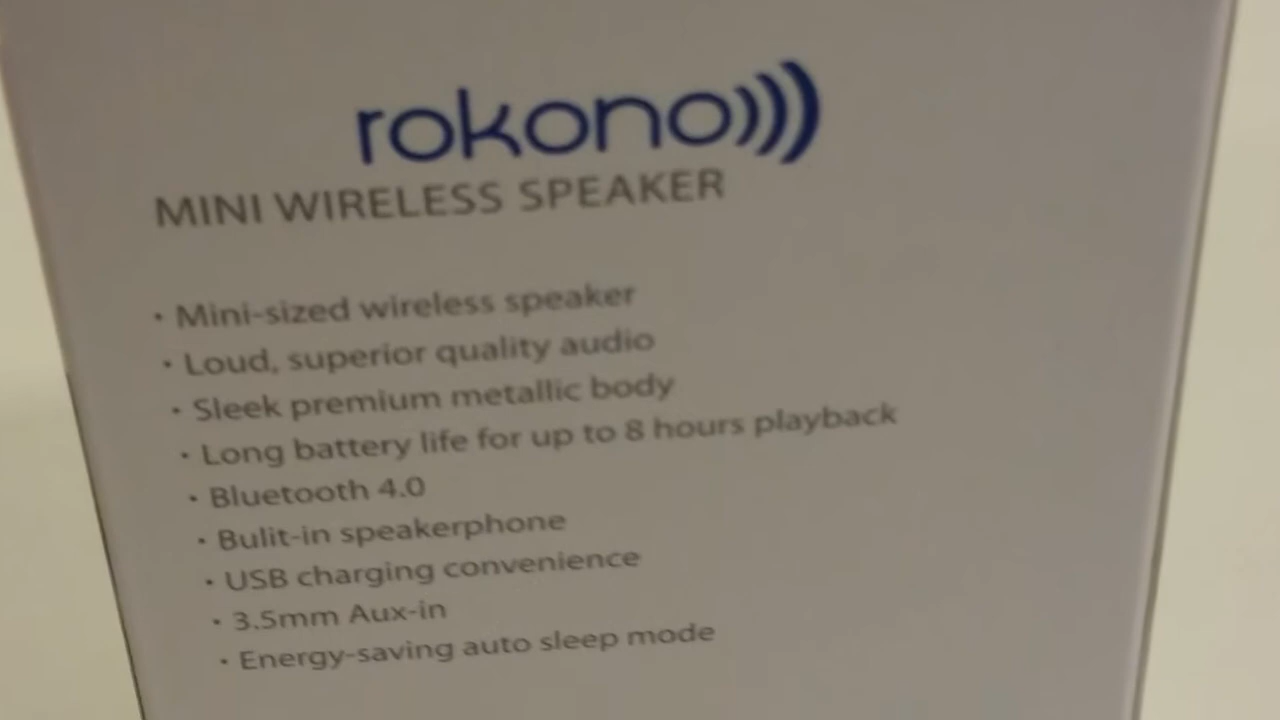 rokono
MINI WIRELESS SPEAKER
· Mini-sized wireless speaker
· Loud, superior quality audio
· Sleek premium metallic body
· Long battery life for up to 8 hours playback
· Bluetooth 4.0
· Bulit-in speakerphone
· USB charging convenience
· 3.5mm Aux-in
· Energy-saving auto sleep mode